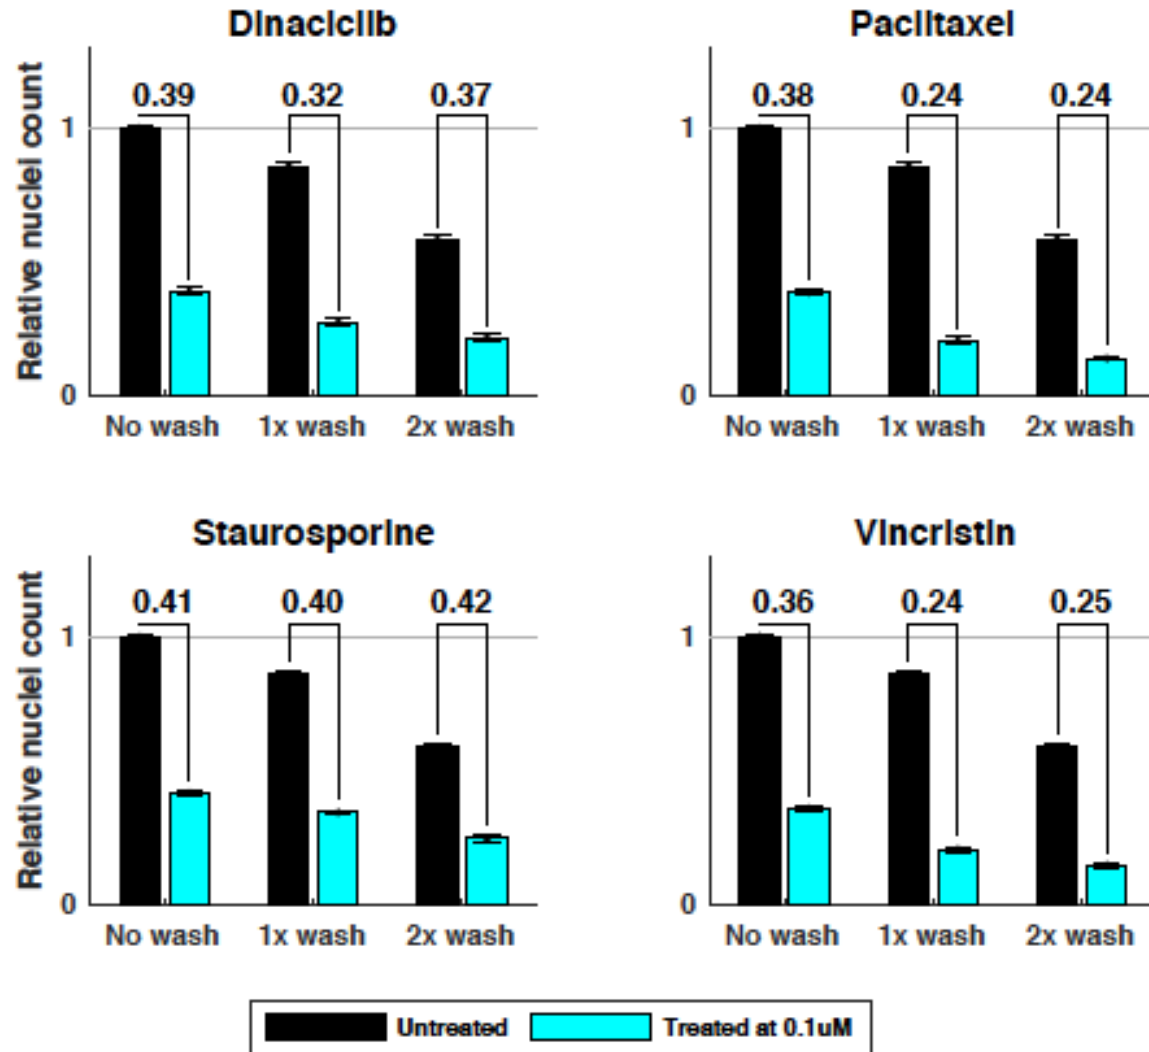 Dinaciclib
Relative nuclei count
1
0
0.39 0.32 0.37
No wash 1x wash 2x wash
Paclitaxel
1
0
0.38 0.24 0.24
No wash 1x wash 2x wash
Staurosporine
Relative nuclei count
1
0
0.41 0.40 0.42
No wash 1x wash 2x wash
Vincristin
1
0
0.36 0.24 0.25
No wash 1x wash 2x wash
Untreated Treated at 0.1uM